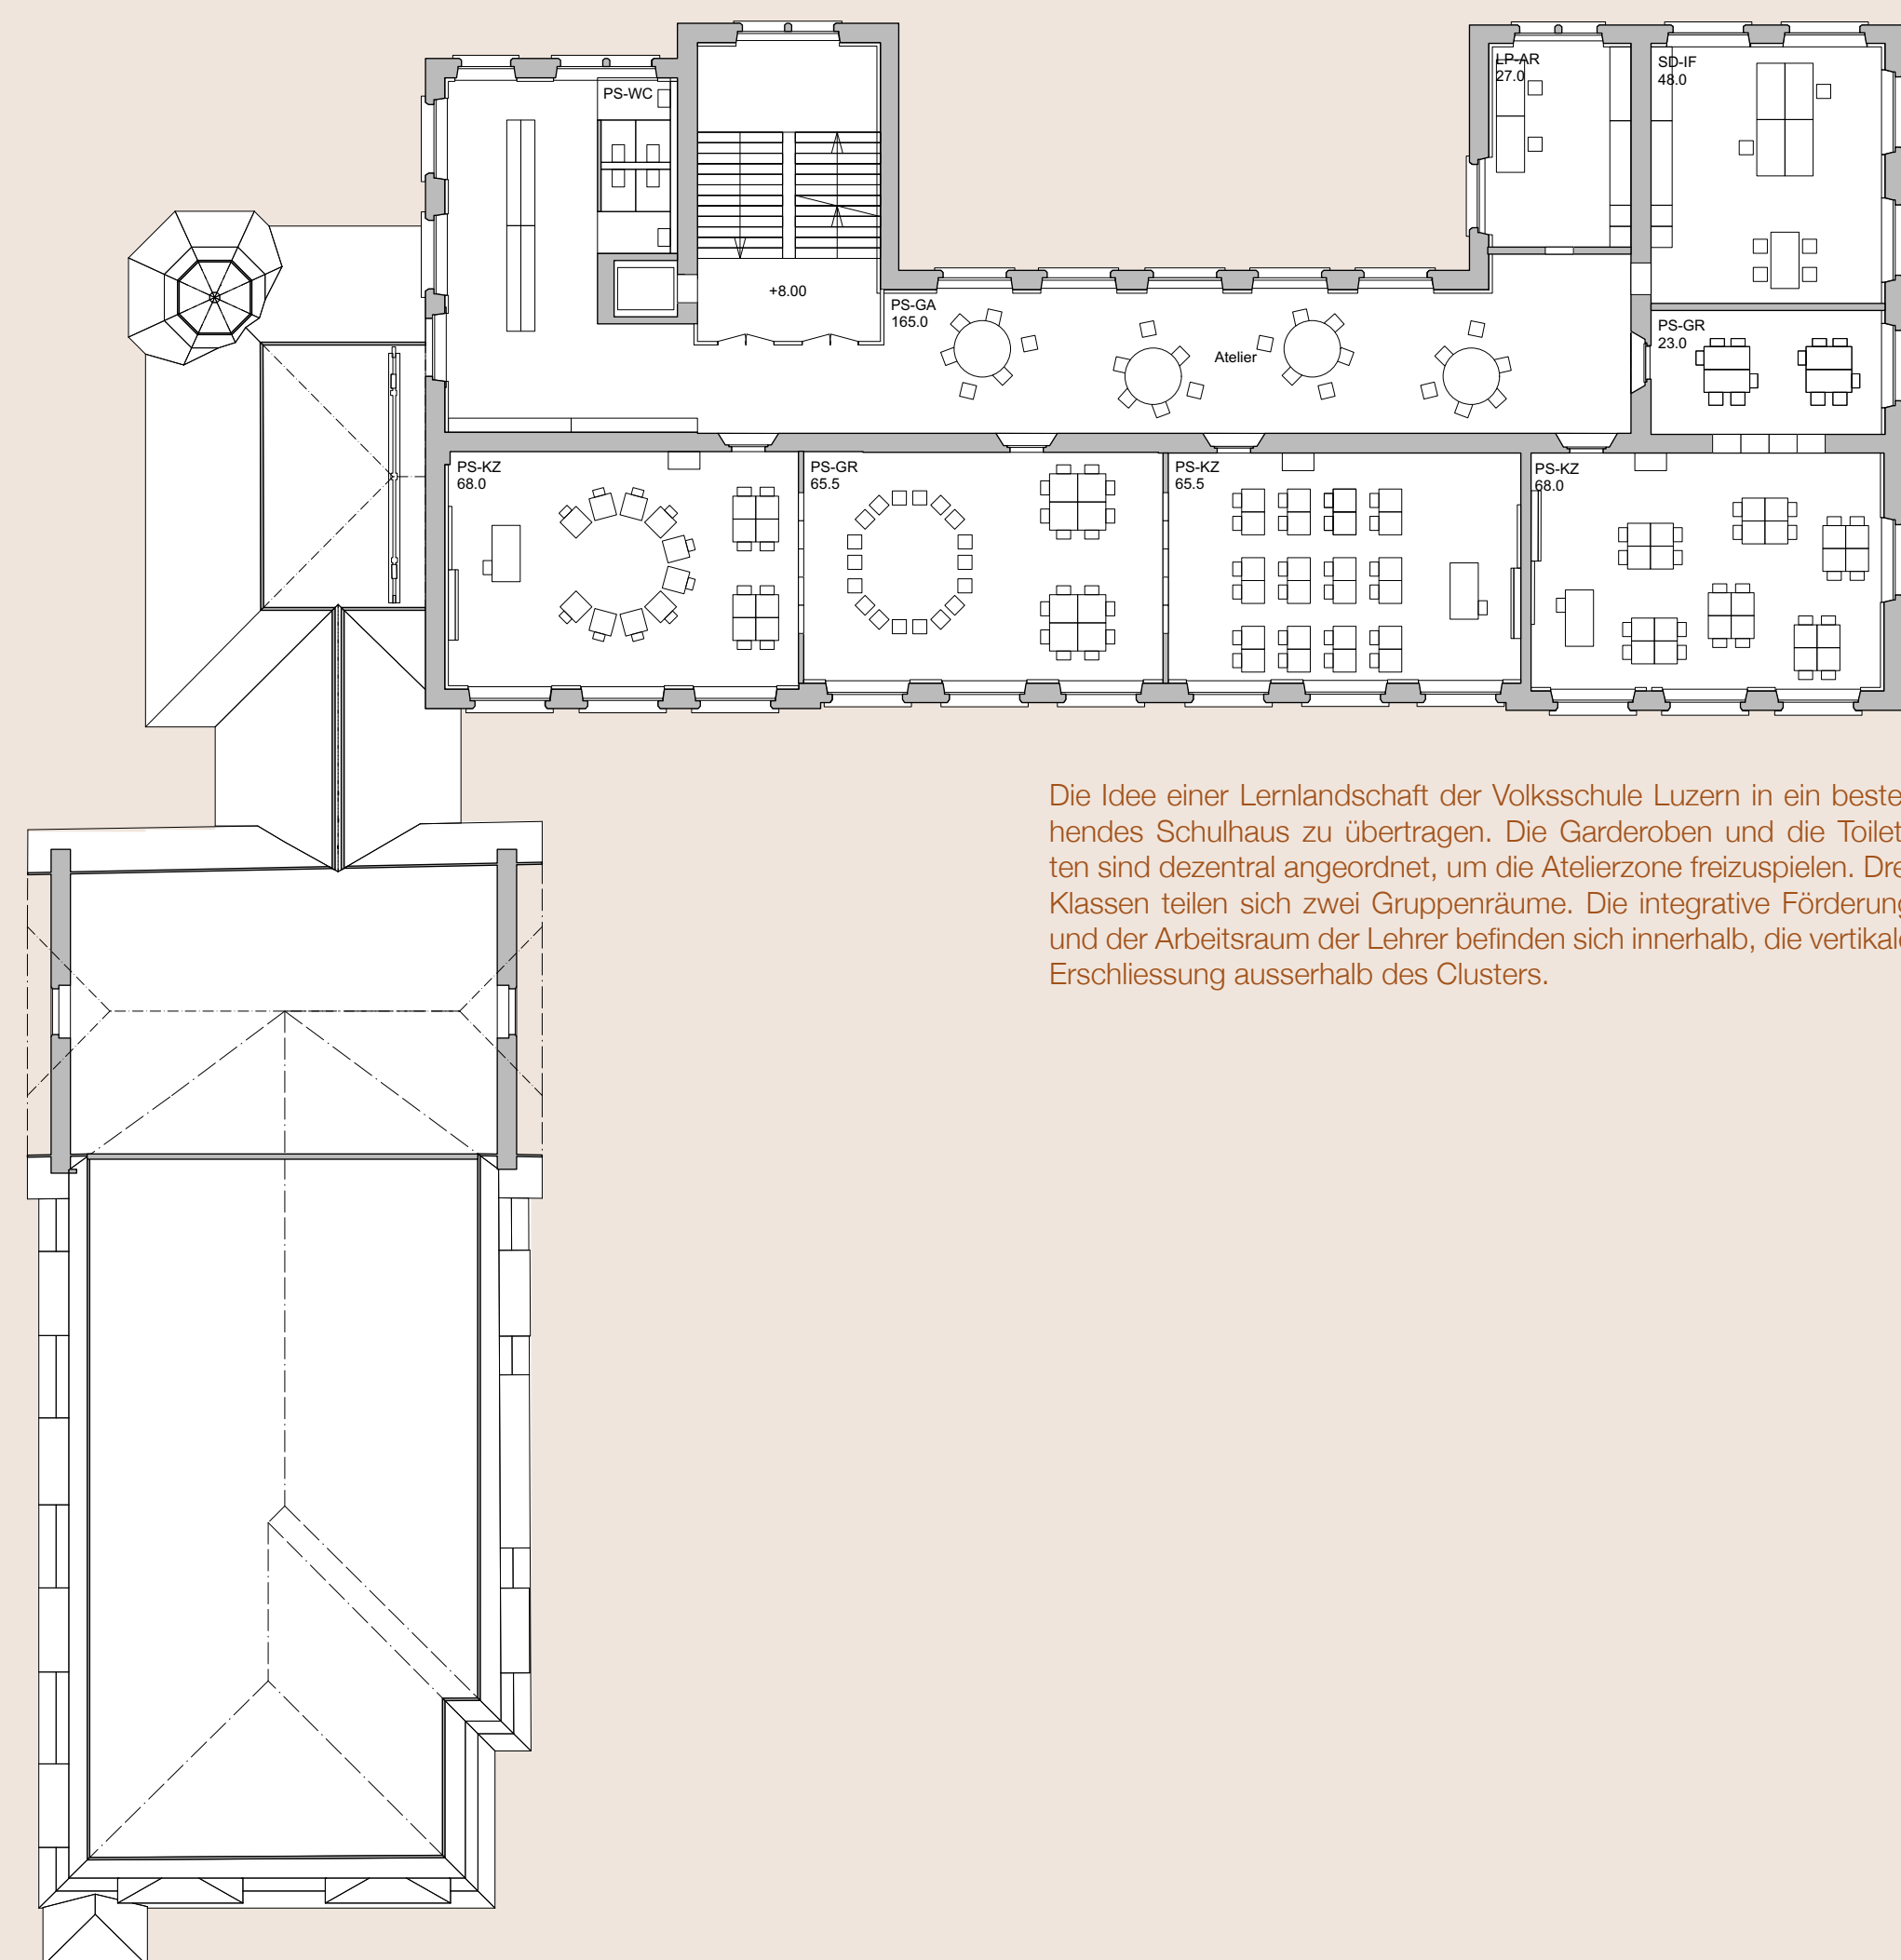 PS-WC
LP-AR
27.0
SD-IF
48.0
+8.00
PS-GA
165.0
Atelier
PS-GR
23.0
PS-KZ
68.0
PS-GR
65.5
PS-KZ
65.5
PS-KZ
68.0
Die Idee einer Lernlandschaft der Volksschule Luzern in ein beste
hendes Schulhaus zu übertragen. Die Garderoben und die Toilet
ten sind dezentral angeordnet, um die Atelierzone freizuspielen. Dre
Klassen teilen sich zwei Gruppenräume. Die integrative Förderung
und der Arbeitsraum der Lehrer befinden sich innerhalb, die vertikale
Erschliessung ausserhalb des Clusters.